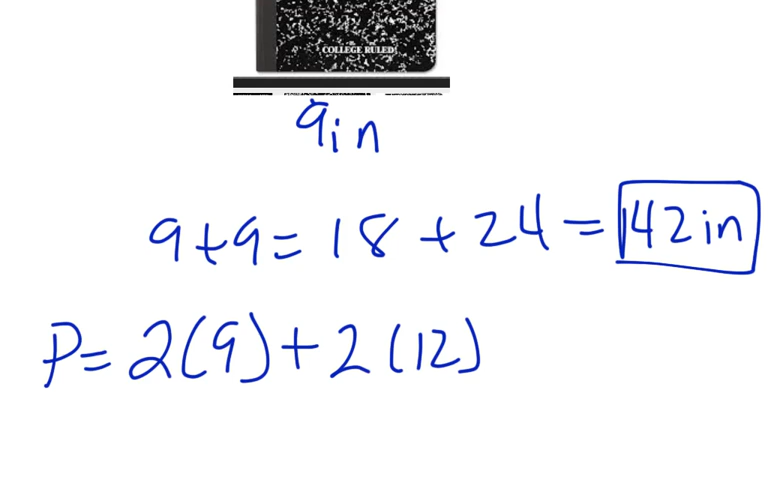 COLLEGE RULED
9in
9+9=18+24=42in
P=2(9)+2(12)